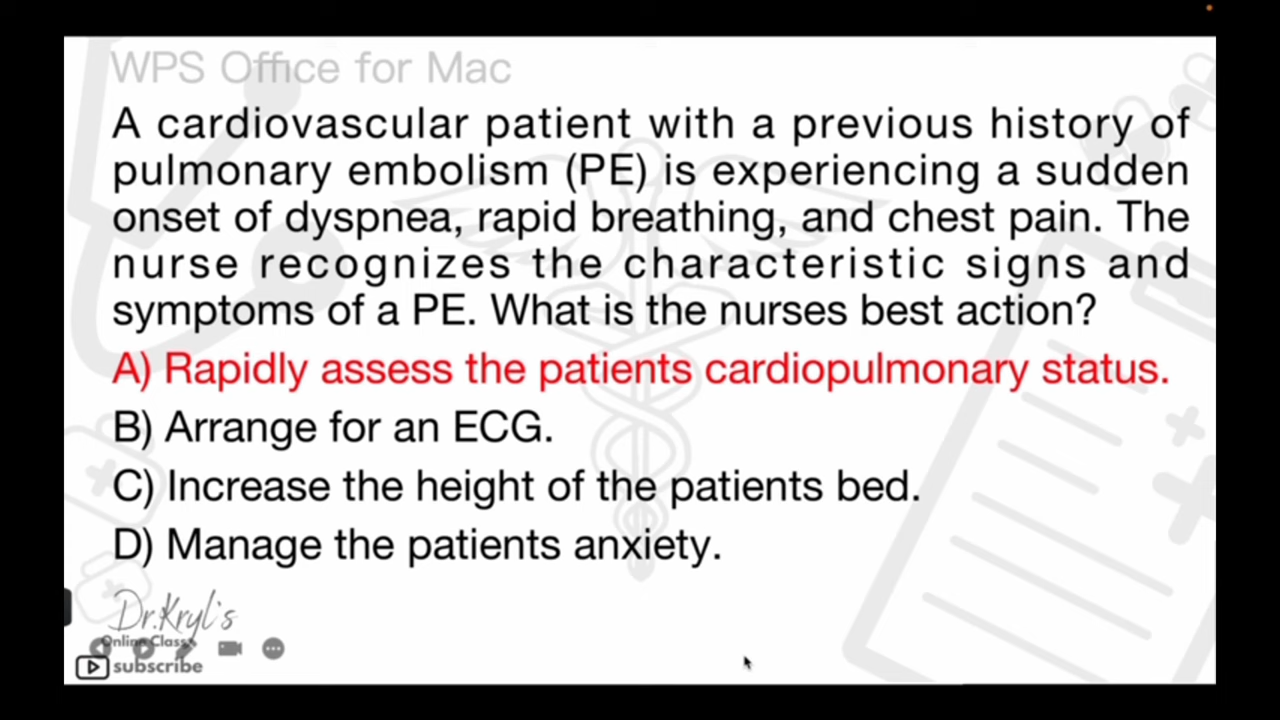 WPS Office for Mac
A cardiovascular patient with a previous history of
pulmonary embolism (PE) is experiencing a sudden
onset of dyspnea, rapid breathing, and chest pain. The
nurse recognizes the characteristic signs and
symptoms of a PE. What is the nurses best action?
A) Rapidly assess the patients cardiopulmonary status.
B) Arrange for an ECG.
C) Increase the height of the patients bed.
D) Manage the patients anxiety.
Dr.Kryl's
Online Class
subscribe